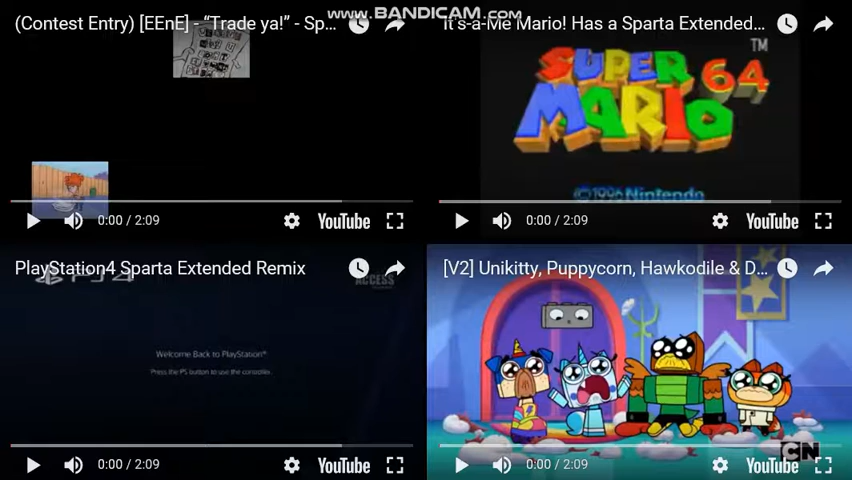 www.BANDICAM.com
(Contest Entry) [EEnE] - “Trade ya!” - Sp...
It's-a-Me Mario! Has a Sparta Extended...
SUPER
MARIO 64
TM
©1996 Nintendo
0:00 / 2:09
YouTube
0:00 / 2:09
YouTube
PlayStation4 Sparta Extended Remix
[V2] Unikitty, Puppycorn, Hawkodile & D...
PS4
ACCESS
Welcome Back to PlayStation®
Press the PS button to use the controller.
CN
0:00 / 2:09
YouTube
0:00 / 2:09
YouTube